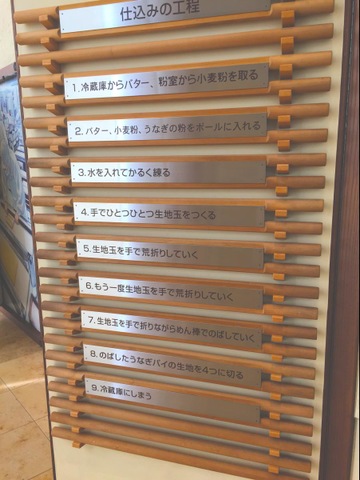 仕込みの工程
1.冷蔵庫からバター、粉室から小麦粉を取る
2.バター、小麦粉、うなぎの粉をボールに入れる
3.水を入れてかるく練る
4.手でひとつひとつ生地玉をつくる
5.生地玉を手で荒折りしていく
6.もう一度生地玉を手で荒折りしていく
7.生地玉を手で折りながらめん棒でのばしていく
8.のばしたうなぎパイの生地を4つに切る
9.冷蔵庫にしまう